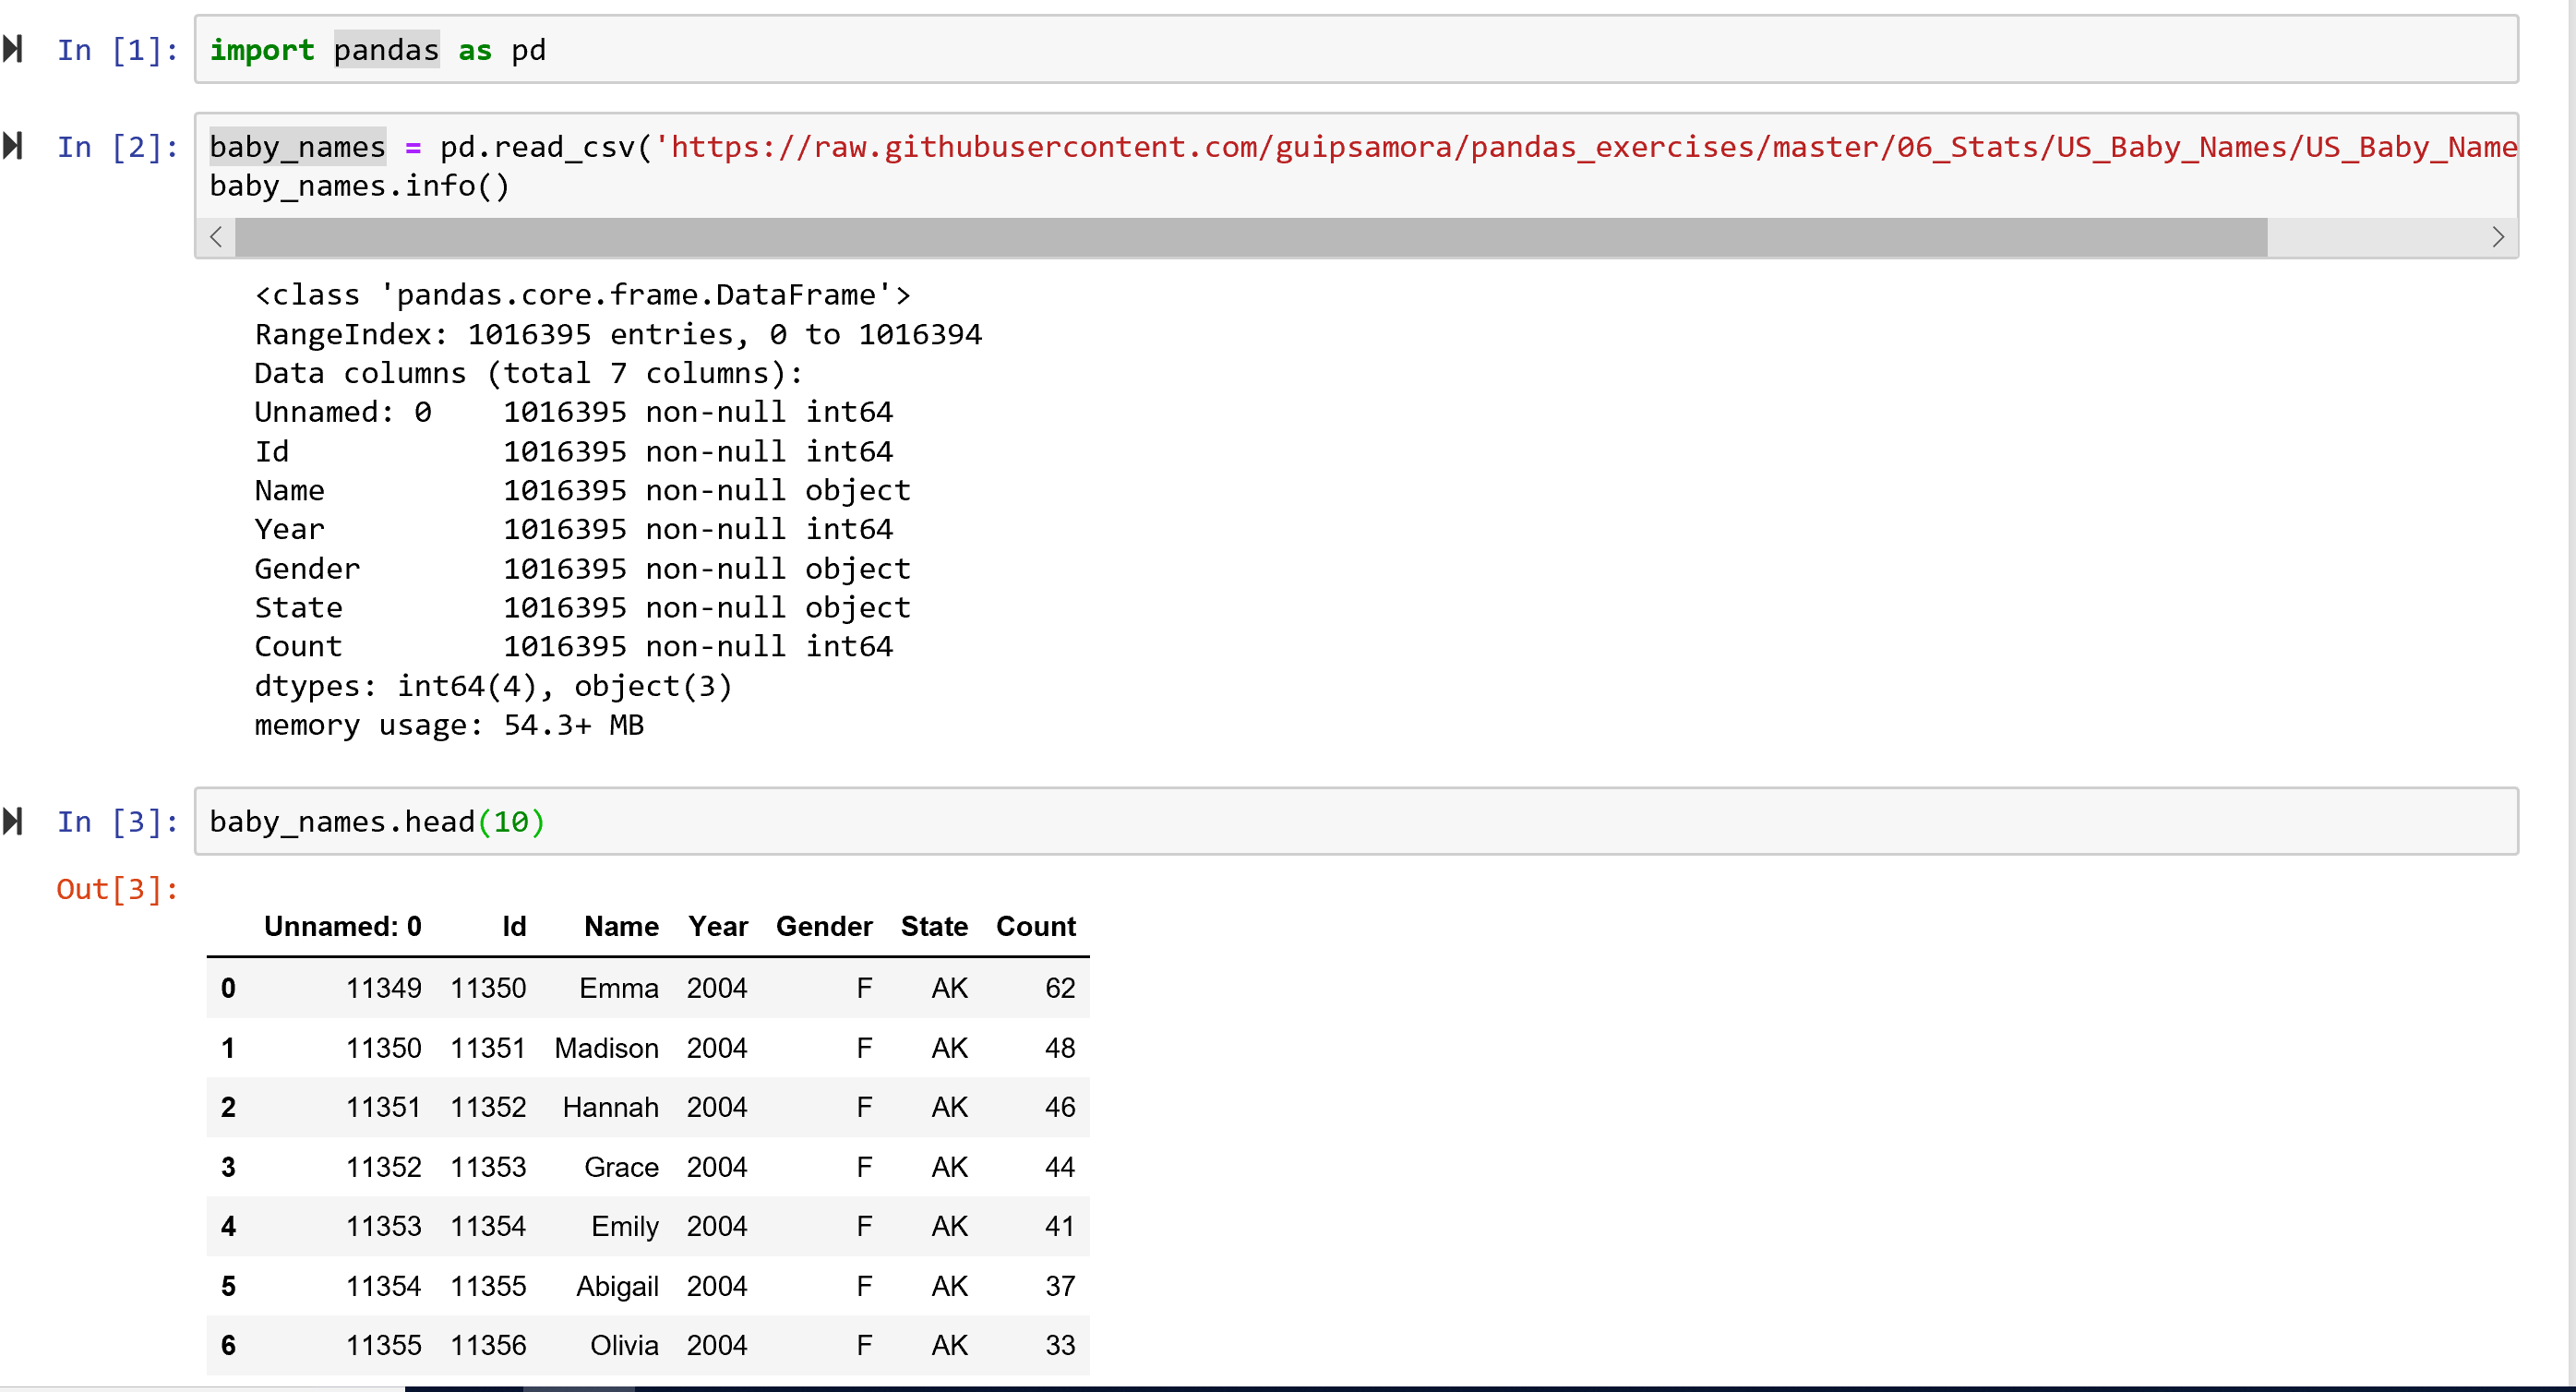 In [1]: import pandas as pd
In [2]: baby_names = pd.read_csv('https://raw.githubusercontent.com/guipsamora/pandas_exercises/master/06_Stats/US_Baby_Names/US_Baby_Name
baby_names.info()
<class 'pandas.core.frame.DataFrame'>
RangeIndex: 1016395 entries, 0 to 1016394
Data columns (total 7 columns):
Unnamed: 0    1016395 non-null int64
Id            1016395 non-null int64
Name          1016395 non-null object
Year          1016395 non-null int64
Gender        1016395 non-null object
State         1016395 non-null object
Count         1016395 non-null int64
dtypes: int64(4), object(3)
memory usage: 54.3+ MB
In [3]: baby_names.head(10)
Out[3]:
Unnamed: 0 Id Name Year Gender State Count
0 11349 11350 Emma 2004 F AK 62
1 11350 11351 Madison 2004 F AK 48
2 11351 11352 Hannah 2004 F AK 46
3 11352 11353 Grace 2004 F AK 44
4 11353 11354 Emily 2004 F AK 41
5 11354 11355 Abigail 2004 F AK 37
6 11355 11356 Olivia 2004 F AK 33